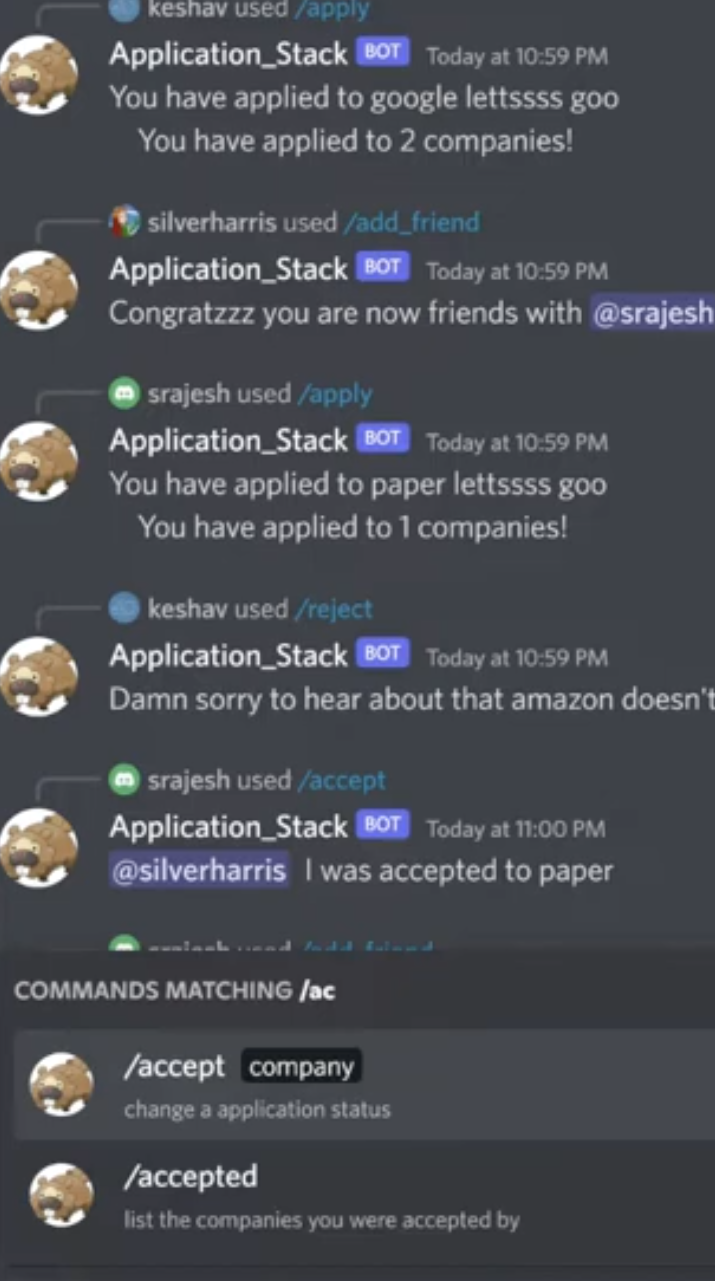 keshav used /apply
Application_Stack BOT Today at 10:59 PM
You have applied to google lettssss goo
You have applied to 2 companies!
silverharris used /add_friend
Application_Stack BOT Today at 10:59 PM
Congratzzz you are now friends with @srajesh
srajesh used /apply
Application_Stack BOT Today at 10:59 PM
You have applied to paper lettssss goo
You have applied to 1 companies!
keshav used /reject
Application_Stack BOT Today at 10:59 PM
Damn sorry to hear about that amazon doesn't
srajesh used /accept
Application_Stack BOT Today at 11:00 PM
@silverharris I was accepted to paper
srajesh used /add_friend
COMMANDS MATCHING /ac
/accept company
change a application status
/accepted
list the companies you were accepted by